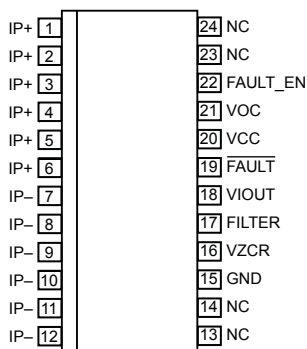 IP+ 1
IP+ 2
IP+ 3
IP+ 4
IP+ 5
IP+ 6
IP– 7
IP– 8
IP– 9
IP– 10
IP– 11
IP– 12
24 NC
23 NC
22 FAULT_EN
21 VOC
20 VCC
19 FAULT
18 VIOUT
17 FILTER
16 VZCR
15 GND
14 NC
13 NC